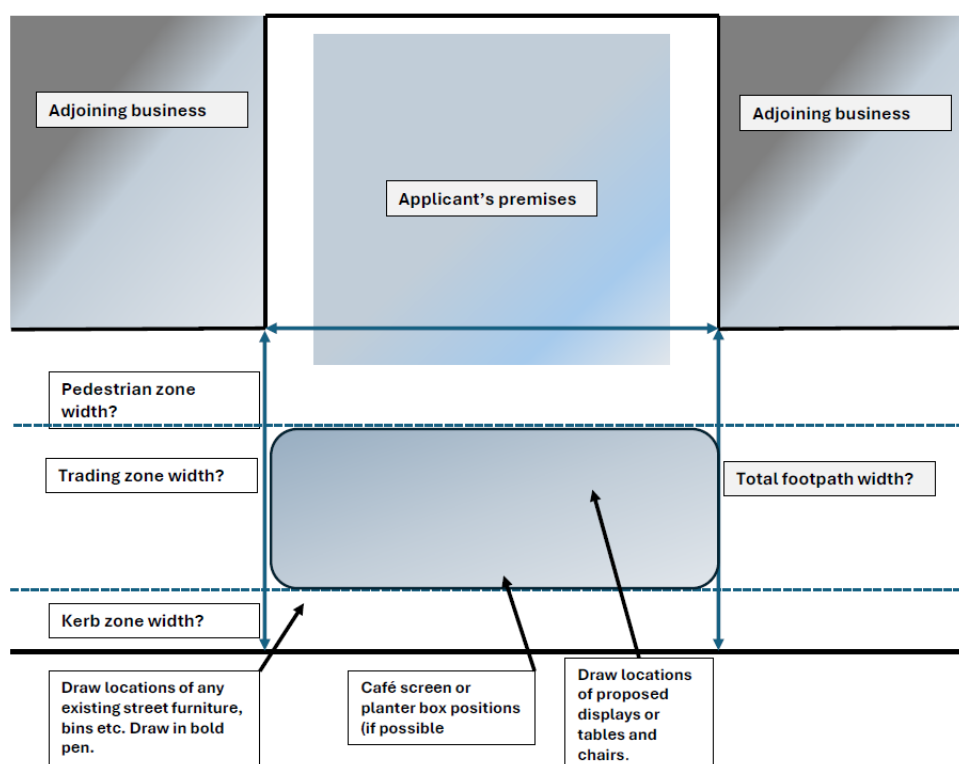 Adjoining business
Adjoining business
Applicant's premises
Pedestrian zone
width?
Trading zone width?
Total footpath width?
Kerb zone width?
Draw locations of any
existing street furniture,
bins etc. Draw in bold
pen.
Café screen or
planter box positions
(if possible
Draw locations
of proposed
displays or
tables and
chairs.